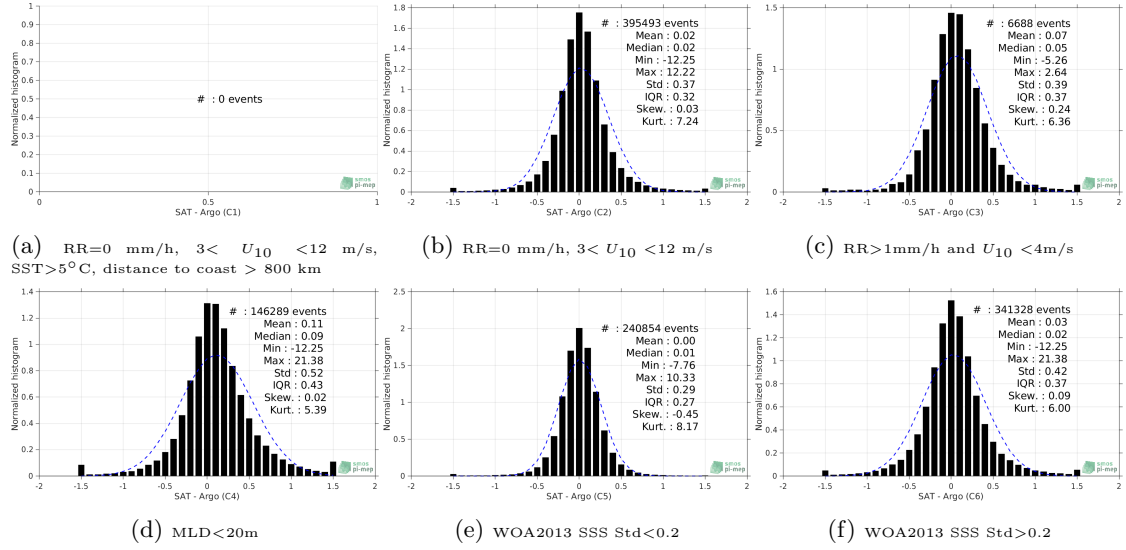 1
0.9
0.8
0.7
0.6
0.5
0.4
0.3
0.2
0.1
0
Normalized histogram
# : 0 events
smos
pi-mep
0 0.5 1
SAT - Argo (C1)
(a) RR=0 mm/h, 3< U10 <12 m/s,
SST>5°C, distance to coast > 800 km
1.8
1.6
1.4
1.2
1
0.8
0.6
0.4
0.2
0
Normalized histogram
# : 395493 events
Mean : 0.02
Median : 0.02
Min : -12.25
Max : 12.22
Std : 0.37
IQR : 0.32
Skew. : 0.03
Kurt. : 7.24
smos
pi-mep
-2 -1.5 -1 -0.5 0 0.5 1 1.5 2
SAT - Argo (C2)
(b) RR=0 mm/h, 3< U10 <12 m/s
1.5
1
0.5
0
Normalized histogram
# : 6688 events
Mean : 0.07
Median : 0.05
Min : -5.26
Max : 2.64
Std : 0.39
IQR : 0.37
Skew. : 0.24
Kurt. : 6.36
smos
pi-mep
-2 -1.5 -1 -0.5 0 0.5 1 1.5 2
SAT - Argo (C3)
(c) RR>1mm/h and U10 <4m/s
1.4
1.2
1
0.8
0.6
0.4
0.2
0
Normalized histogram
# : 146289 events
Mean : 0.11
Median : 0.09
Min : -12.25
Max : 21.38
Std : 0.52
IQR : 0.43
Skew. : 0.02
Kurt. : 5.39
smos
pi-mep
-2 -1.5 -1 -0.5 0 0.5 1 1.5 2
SAT - Argo (C4)
(d) MLD<20m
2.5
2
1.5
1
0.5
0
Normalized histogram
# : 240854 events
Mean : 0.00
Median : 0.01
Min : -7.76
Max : 10.33
Std : 0.29
IQR : 0.27
Skew. : -0.45
Kurt. : 8.17
smos
pi-mep
-2 -1.5 -1 -0.5 0 0.5 1 1.5 2
SAT - Argo (C5)
(e) WOA2013 SSS Std<0.2
1.6
1.4
1.2
1
0.8
0.6
0.4
0.2
0
Normalized histogram
# : 341328 events
Mean : 0.03
Median : 0.02
Min : -12.25
Max : 21.38
Std : 0.42
IQR : 0.37
Skew. : 0.09
Kurt. : 6.00
smos
pi-mep
-2 -1.5 -1 -0.5 0 0.5 1 1.5 2
SAT - Argo (C6)
(f) WOA2013 SSS Std>0.2